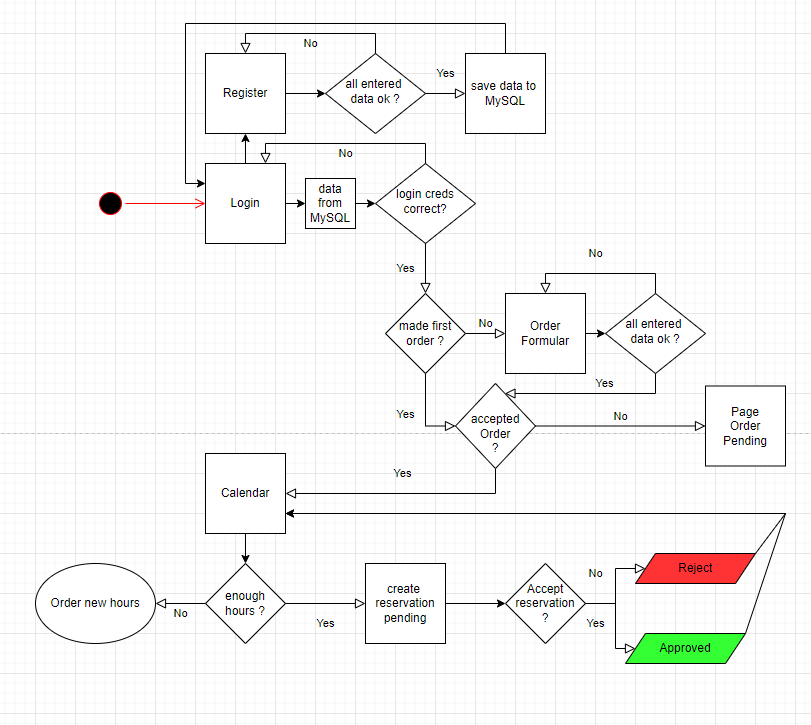 No
Register
all entered
data ok ?
Yes
save data to
MySQL
No
Login
data
from
MySQL
login creds
correct?
Yes
No
made first
order ?
No
Order
Formular
all entered
data ok ?
Yes
Yes
accepted
Order
?
No
Page
Order
Pending
Yes
Calendar
Order new hours
No
enough
hours ?
Yes
create
reservation
pending
Accept
reservation
?
No
Yes
Reject
Approved